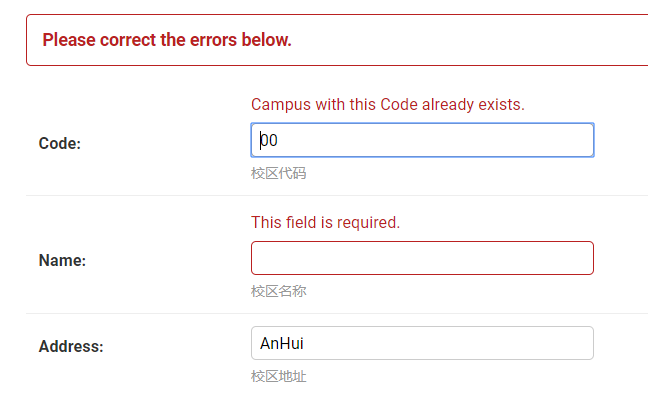 Please correct the errors below.
Campus with this Code already exists.
Code:
00
校区代码
This field is required.
Name:
校区名称
Address:
AnHui
校区地址